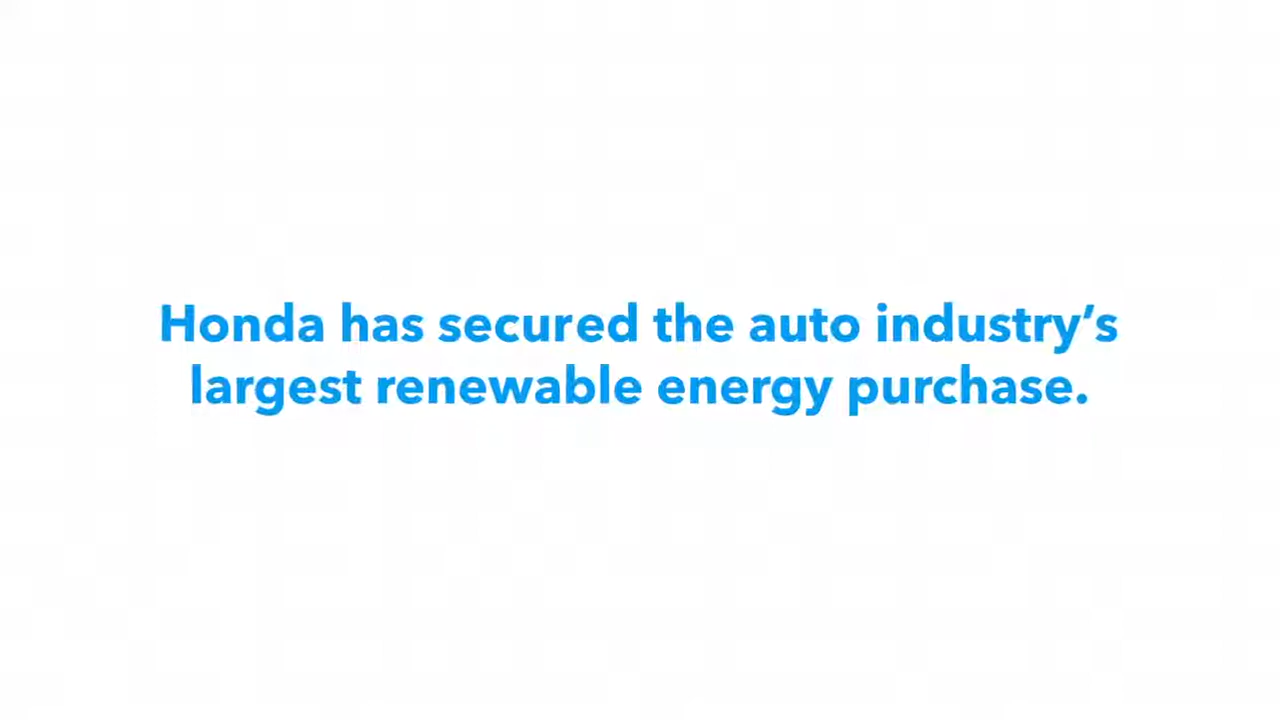 Honda has secured the auto industry’s
largest renewable energy purchase.